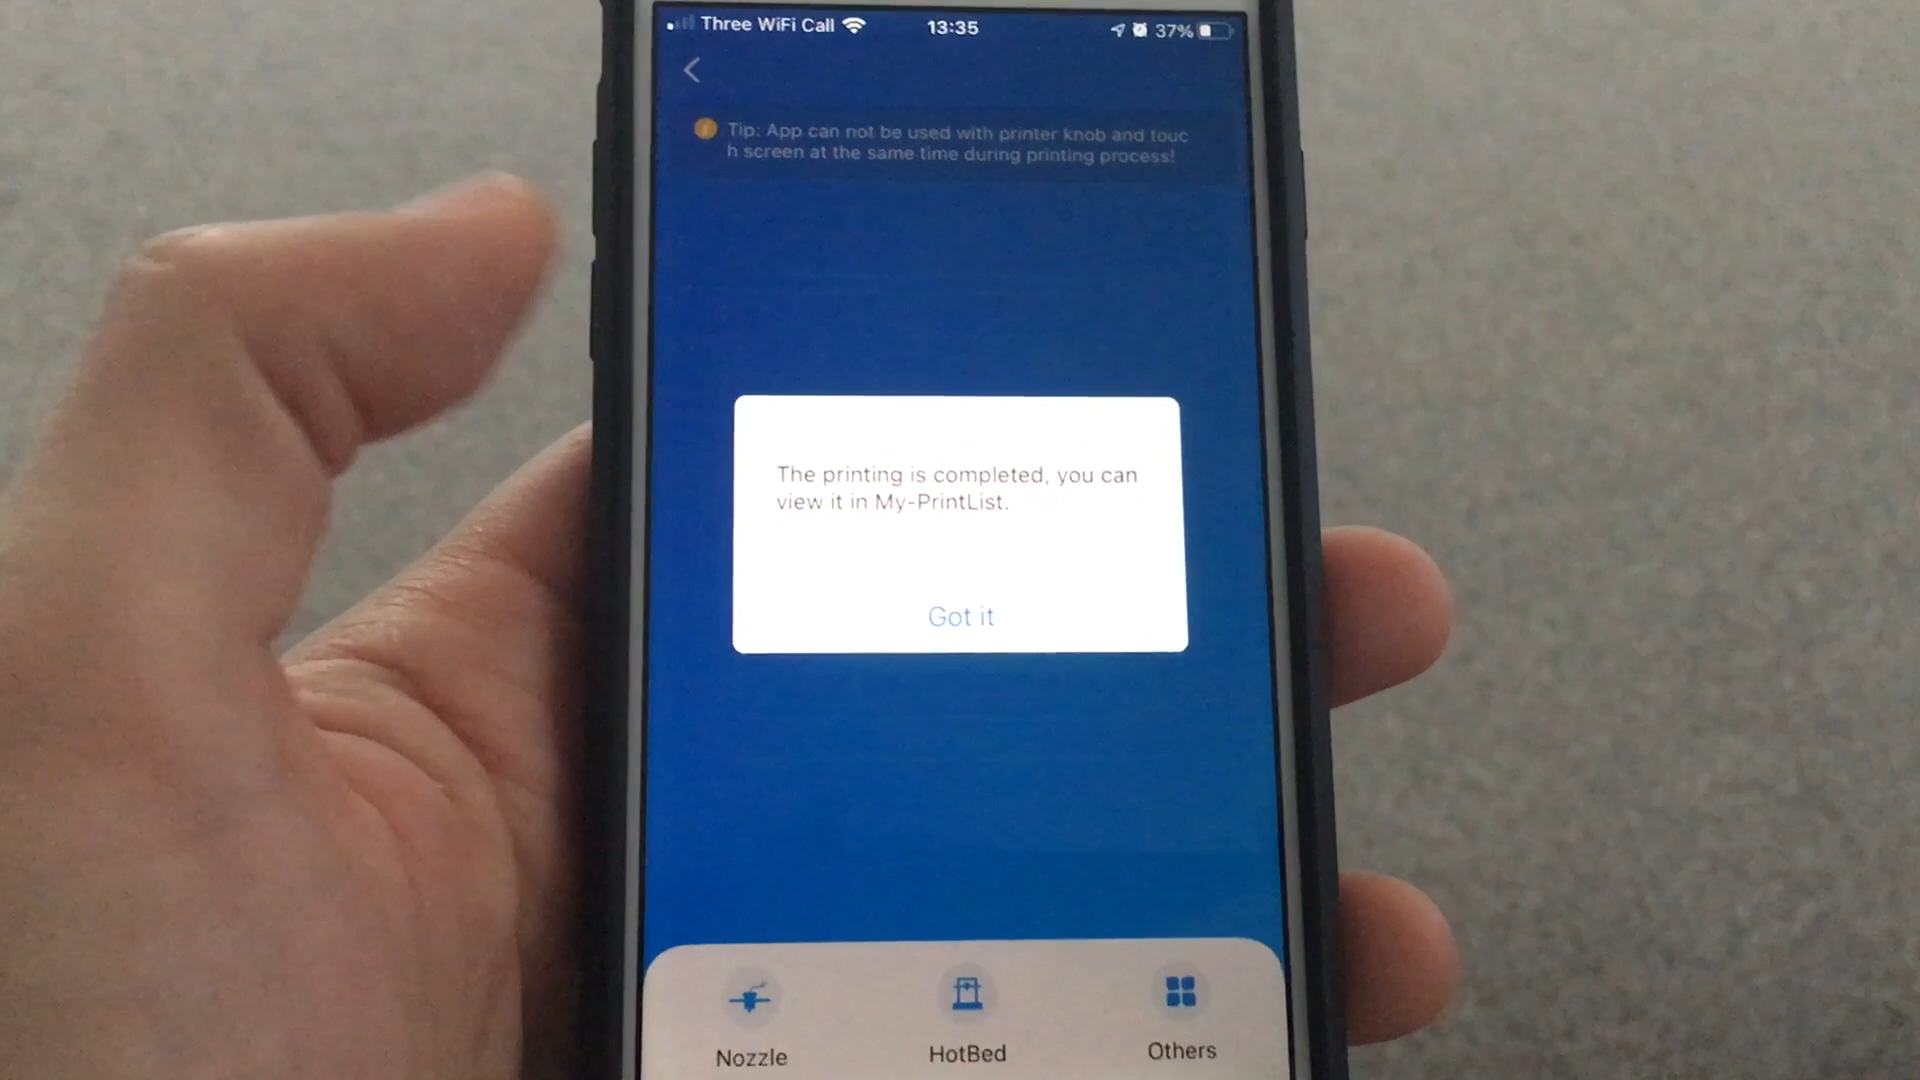 Three WiFi Call 13:35 37%
Tip: App can not be used with printer knob and touc
h screen at the same time during printing process!
The printing is completed, you can
view it in My-PrintList.
Got it
Nozzle HotBed Others